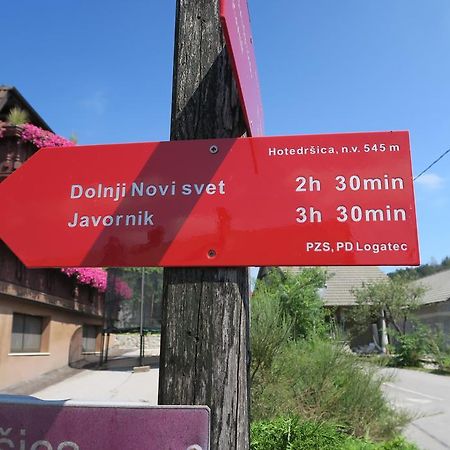 Hotedršica, n.v. 545 m
Dolnji Novi svet 2h 30min
Javornik 3h 30min
PZS, PD Logatec